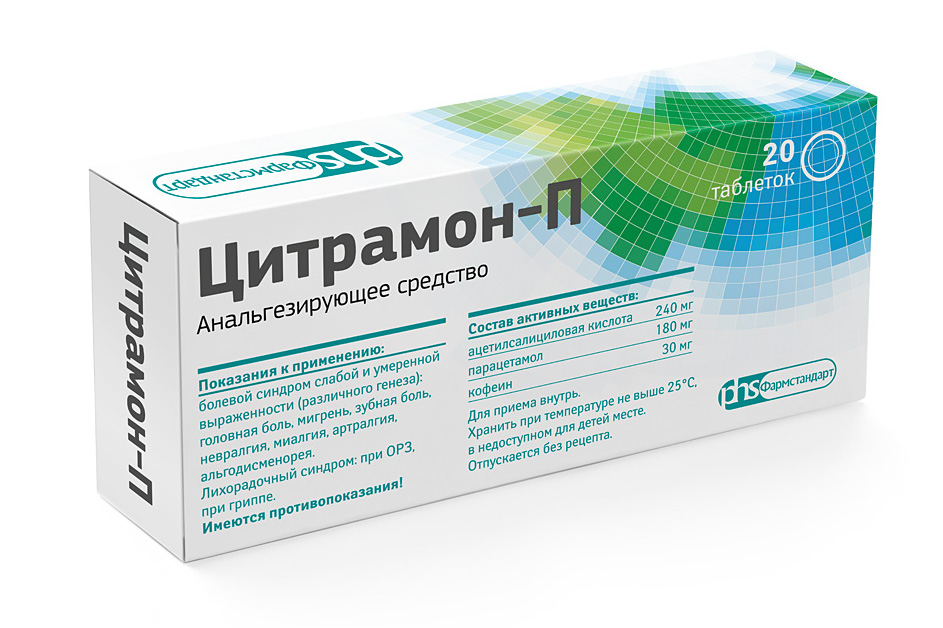 phs Фармстандарт
20
таблеток
Цитрамон-П
Цитрамон-П
Анальгезирующее средство
Показания к применению:
болевой синдром слабой и умеренной
выраженности (различного генеза):
головная боль, мигрень, зубная боль,
невралгия, миалгия, артралгия,
альгодисменорея.
Лихорадочный синдром: при ОРЗ,
при гриппе.
Имеются противопоказания!
Состав активных веществ:
ацетилсалициловая кислота 240 мг
парацетамол 180 мг
кофеин 30 мг
Для приема внутрь.
Хранить при температуре не выше 25°С,
в недоступном для детей месте.
Отпускается без рецепта.
phs Фармстандарт